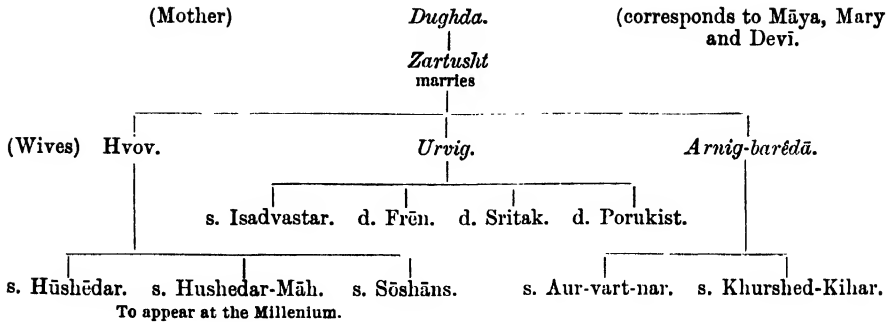 (Mother) Dughda. (corresponds to Māya, Mary
and Devī.
Zartusht
marries
(Wives) Hvov. Urvig. Arnig-barêdā.
s. Isadvastar. d. Frēn. d. Sritak. d. Porukist.
s. Hūshēdar. s. Hushedar-Māh. s. Sōshāns. s. Aur-vart-nar. s. Khurshed-Kihar.
To appear at the Millenium.